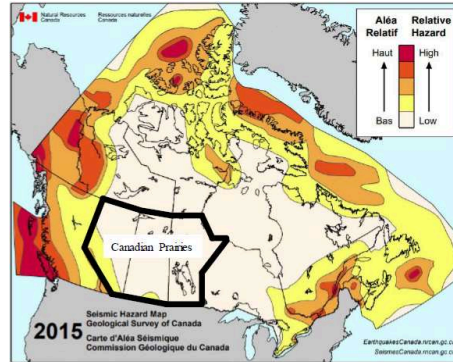 Natural Resources Ressources naturelles
Canada Canada
Aléa Relative
Relatif Hazard
Haut High
Bas Low
Canadian Prairies
2015
Seismic Hazard Map
Geological Survey of Canada
Carte d'Aléa Séismique
Commission Géologique du Canada
EarthquakesCanada.nrcan.gc.ca
SeismesCanada.rncan.gc.ca